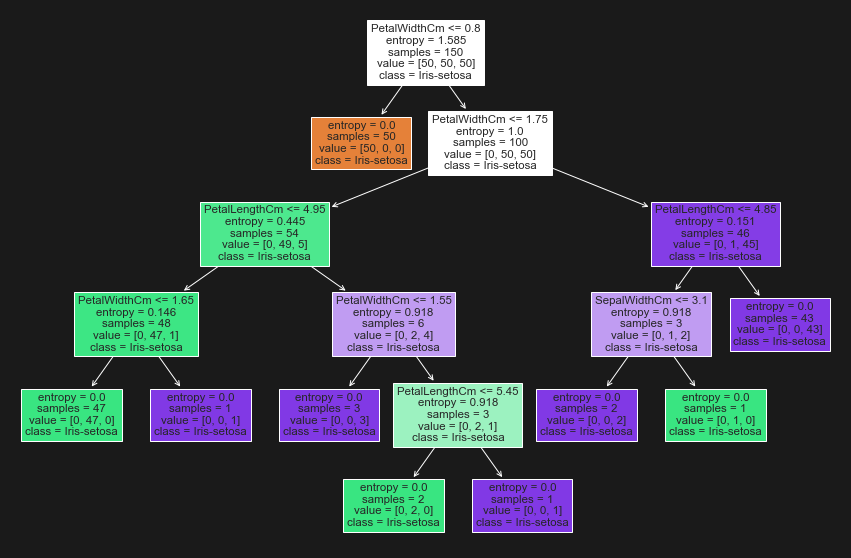 PetalWidthCm <= 0.8
entropy = 1.585
samples = 150
value = [50, 50, 50]
class = Iris-setosa
entropy = 0.0
samples = 50
value = [50, 0, 0]
class = Iris-setosa
PetalWidthCm <= 1.75
entropy = 1.0
samples = 100
value = [0, 50, 50]
class = Iris-setosa
PetalLengthCm <= 4.95
entropy = 0.445
samples = 54
value = [0, 49, 5]
class = Iris-setosa
PetalLengthCm <= 4.85
entropy = 0.151
samples = 46
value = [0, 1, 45]
class = Iris-setosa
PetalWidthCm <= 1.65
entropy = 0.146
samples = 48
value = [0, 47, 1]
class = Iris-setosa
PetalWidthCm <= 1.55
entropy = 0.918
samples = 6
value = [0, 2, 4]
class = Iris-setosa
SepalWidthCm <= 3.1
entropy = 0.918
samples = 3
value = [0, 1, 2]
class = Iris-setosa
entropy = 0.0
samples = 43
value = [0, 0, 43]
class = Iris-setosa
entropy = 0.0
samples = 47
value = [0, 47, 0]
class = Iris-setosa
entropy = 0.0
samples = 1
value = [0, 0, 1]
class = Iris-setosa
entropy = 0.0
samples = 3
value = [0, 0, 3]
class = Iris-setosa
PetalLengthCm <= 5.45
entropy = 0.918
samples = 3
value = [0, 2, 1]
class = Iris-setosa
entropy = 0.0
samples = 2
value = [0, 0, 2]
class = Iris-setosa
entropy = 0.0
samples = 1
value = [0, 1, 0]
class = Iris-setosa
entropy = 0.0
samples = 2
value = [0, 2, 0]
class = Iris-setosa
entropy = 0.0
samples = 1
value = [0, 0, 1]
class = Iris-setosa